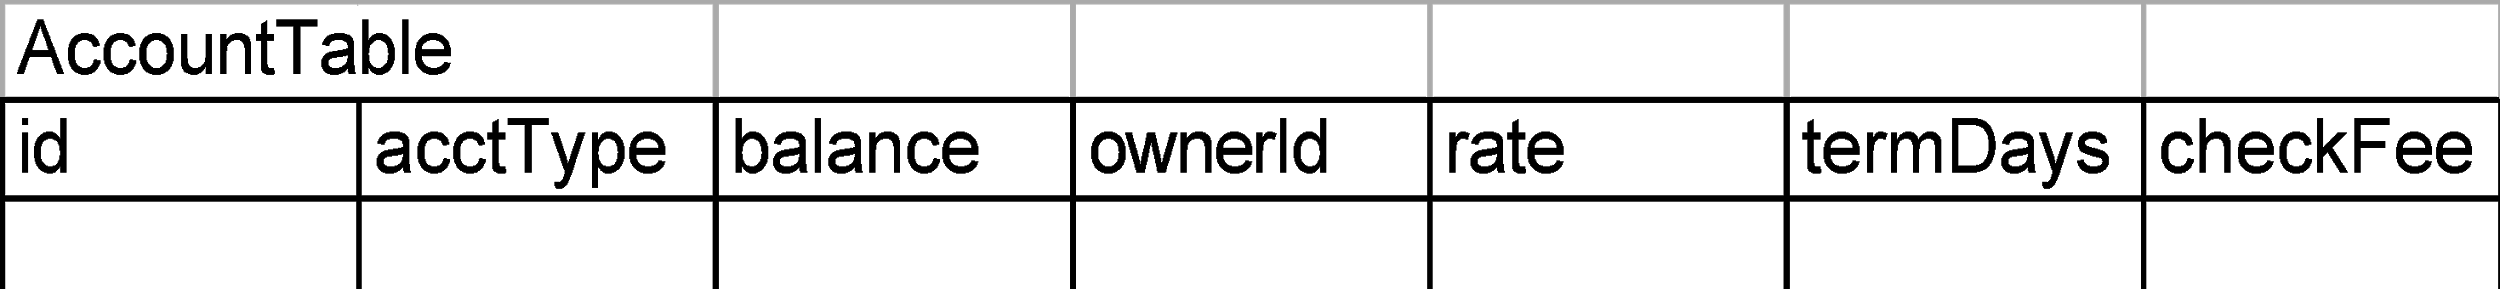 AccountTable
id acctType balance ownerId rate termDays checkFee